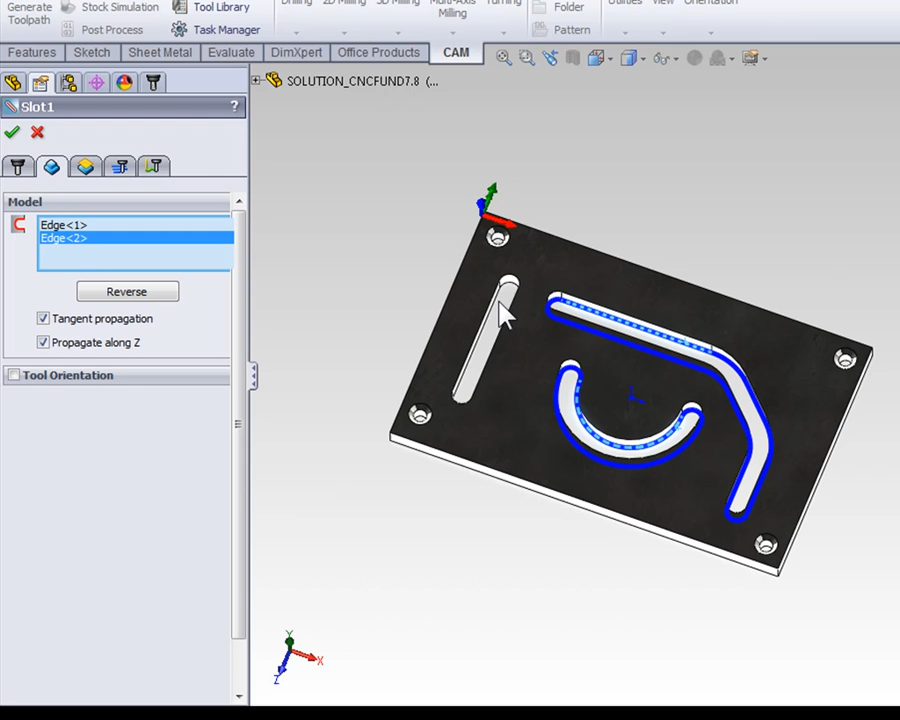 Generate
Toolpath
Stock Simulation
Post Process
Tool Library
Task Manager
Drilling
2D Milling
3D Milling
Multi-Axis
Milling
Turning
Folder
Pattern
Utilities
View
Orientation
Features
Sketch
Sheet Metal
Evaluate
DimXpert
Office Products
CAM
SOLUTION_CNCFUND7.8 (...
Slot1
?
Model
Edge<1>
Edge<2>
Reverse
Tangent propagation
Propagate along Z
Tool Orientation
Y
X
Z